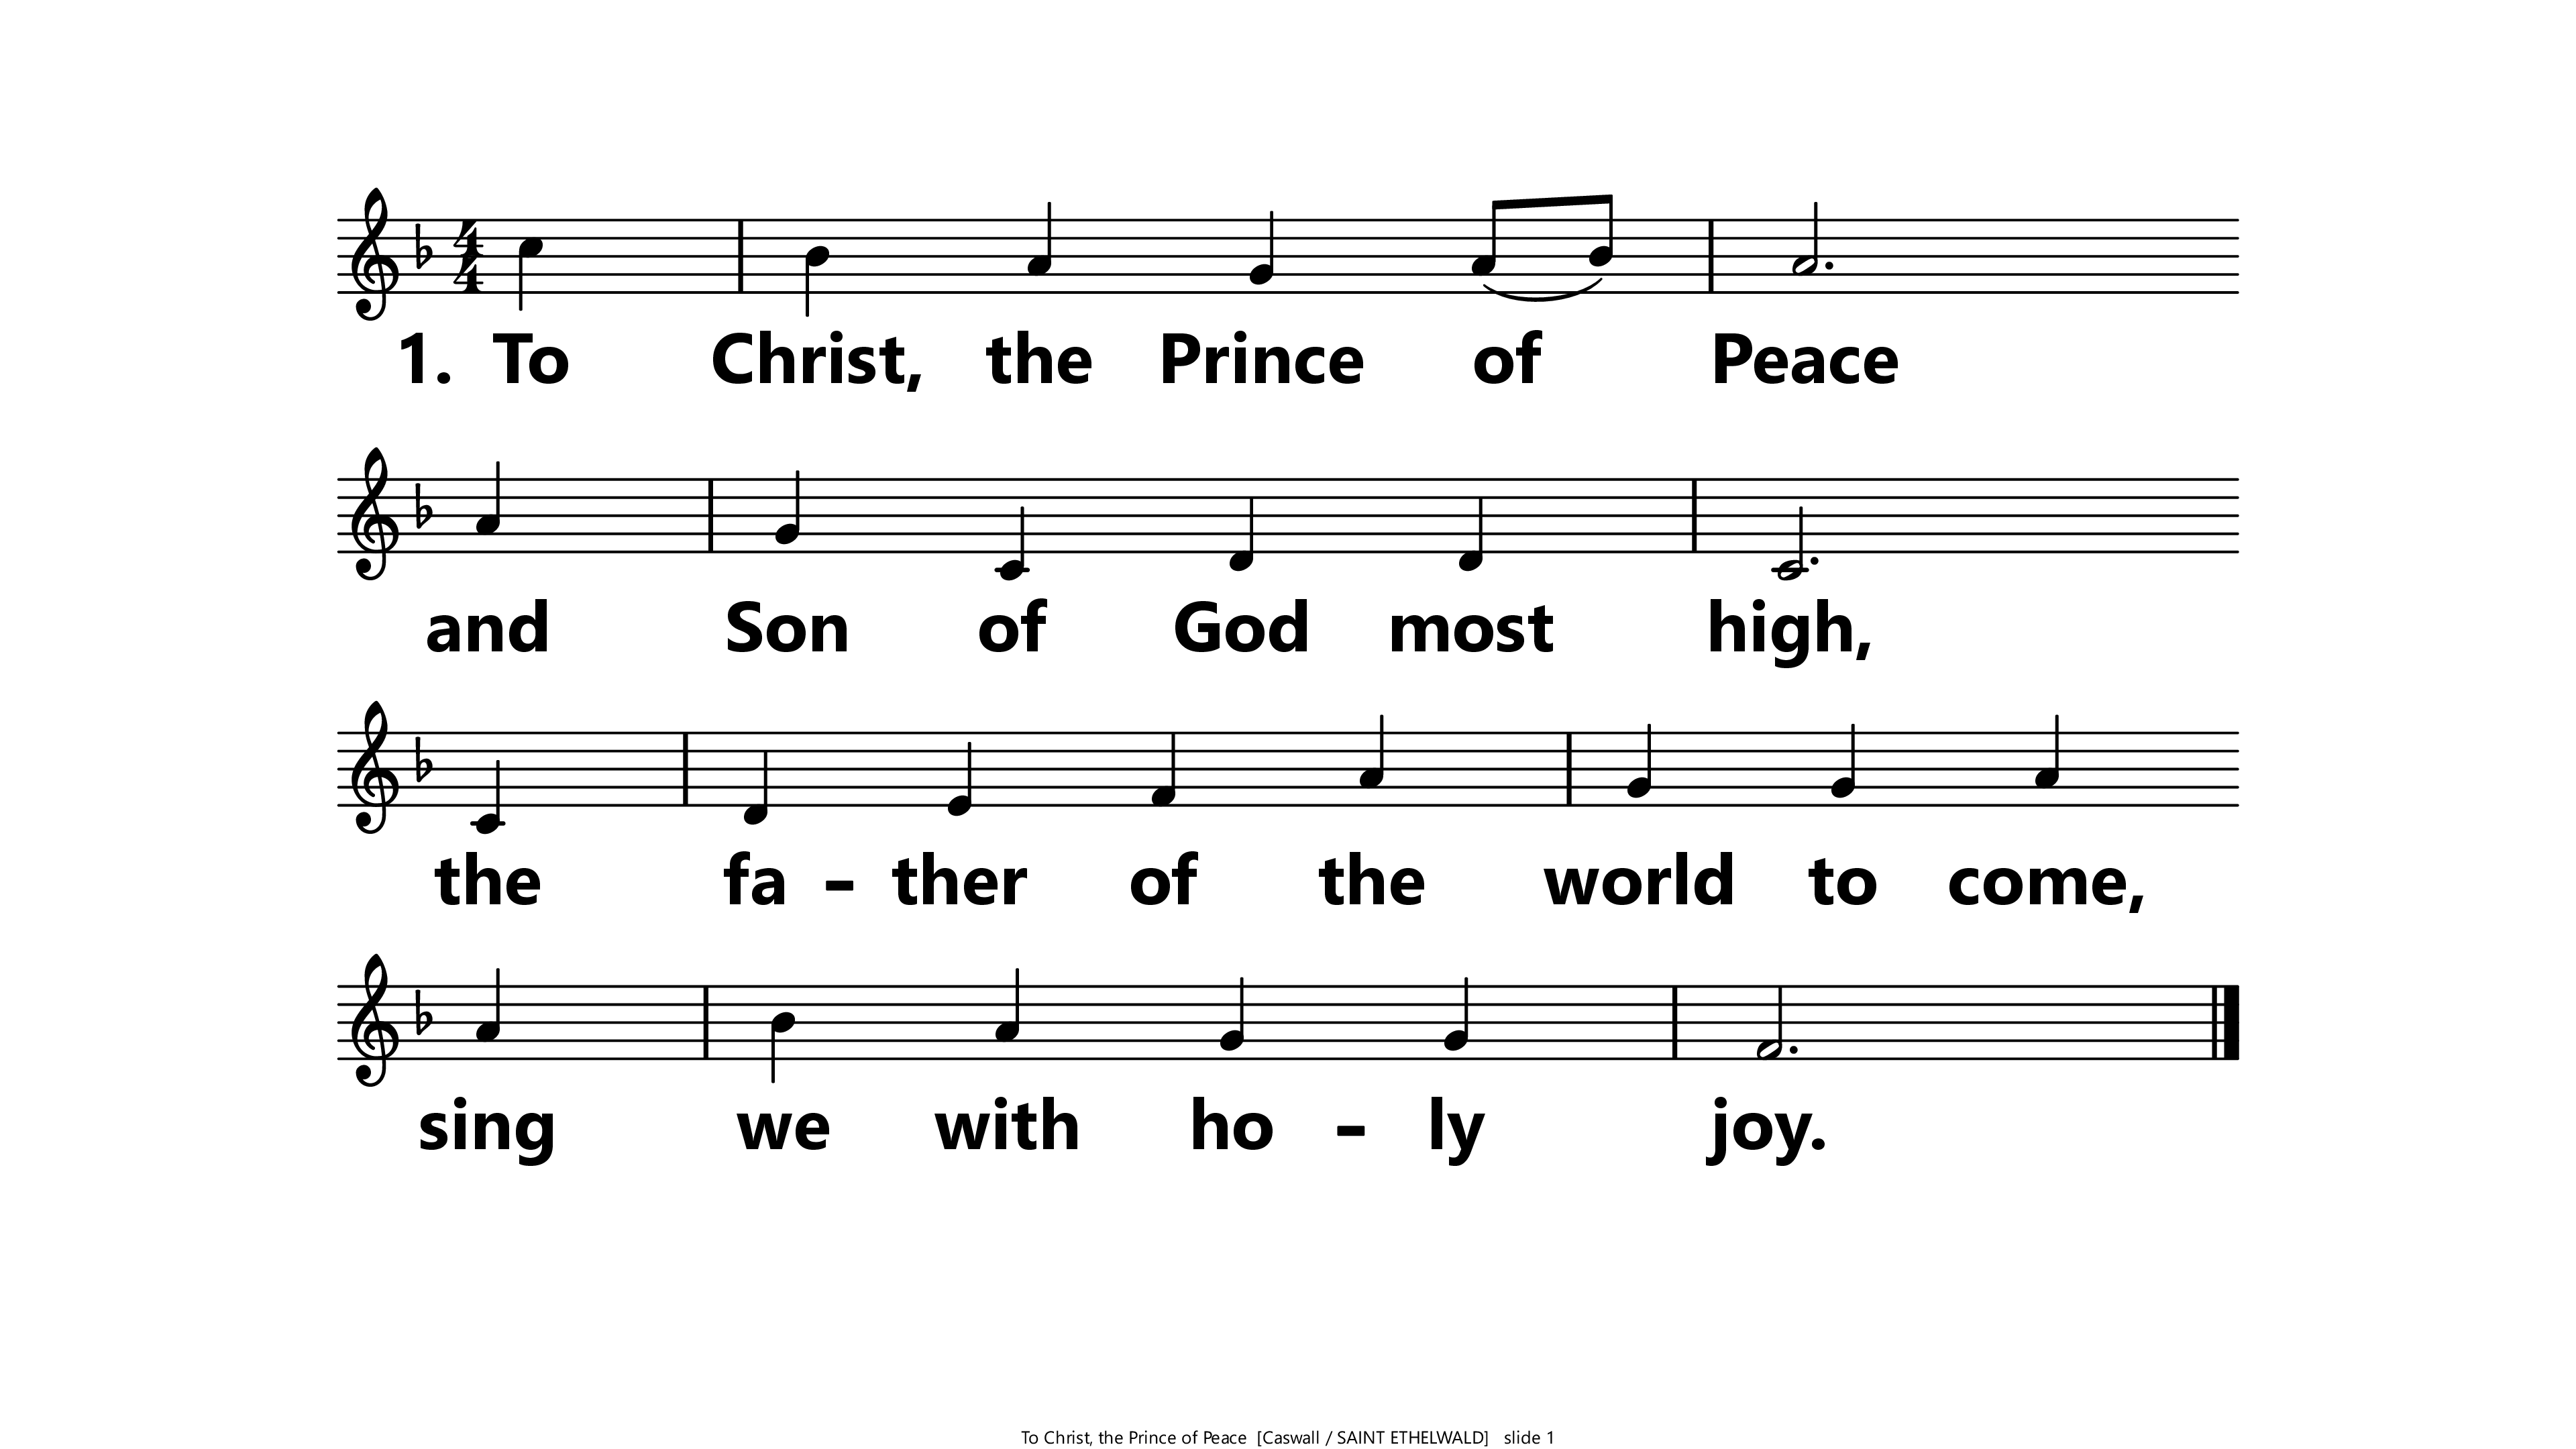 1. To Christ, the Prince of Peace
and Son of God most high,
the fa - ther of the world to come,
sing we with ho - ly joy.
To Christ, the Prince of Peace [Caswall / SAINT ETHELWALD] slide 1